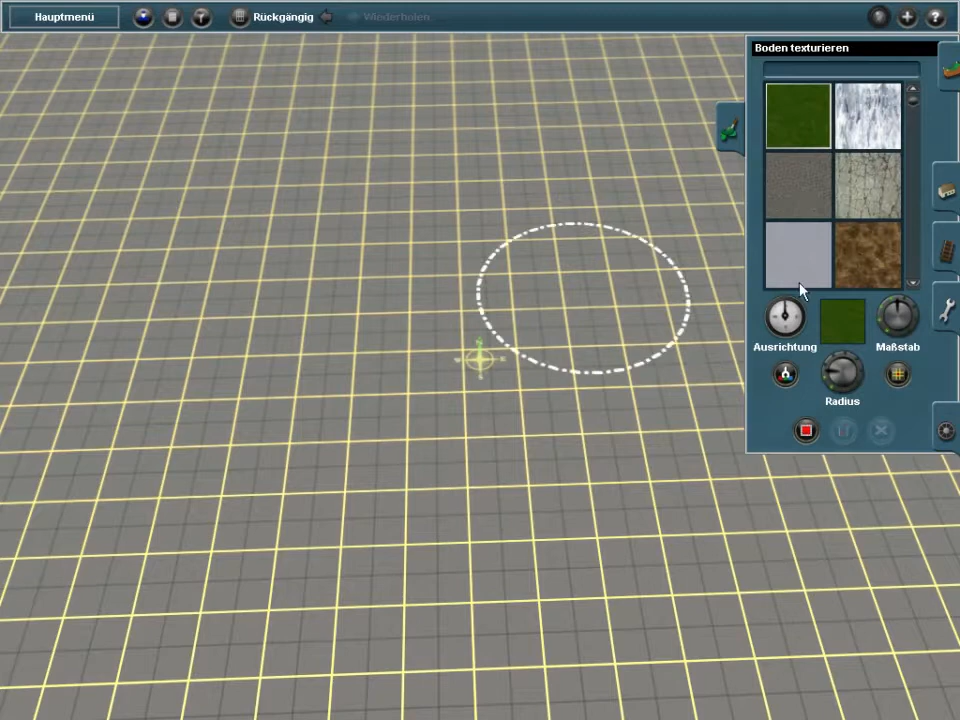 Hauptmenü
Rückgängig
Wiederholen
?
Boden texturieren
Ausrichtung
Maßstab
Radius